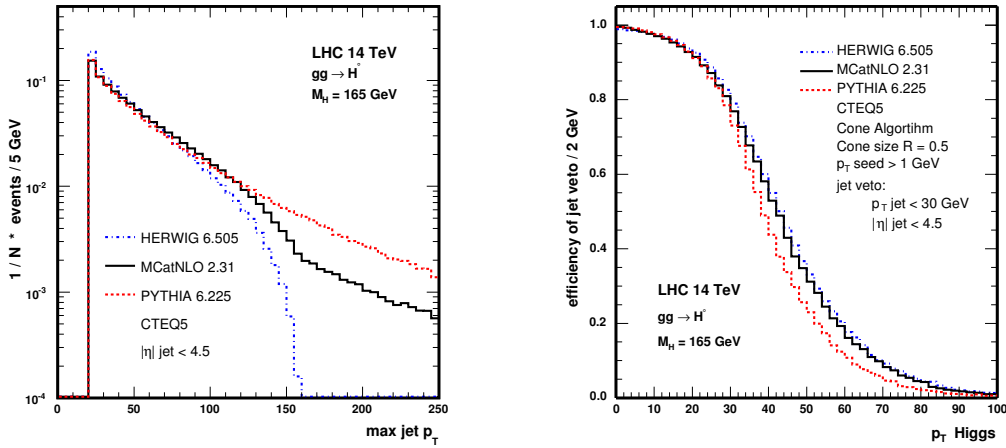 LHC 14 TeV
gg → H°
M_H = 165 GeV
HERWIG 6.505
MCatNLO 2.31
PYTHIA 6.225
CTEQ5
|η| jet < 4.5
1 / N * events / 5 GeV
10^-1
10^-2
10^-3
10^-4
0 50 100 150 200 250
max jet p_T
HERWIG 6.505
MCatNLO 2.31
PYTHIA 6.225
CTEQ5
Cone Algortihm
Cone size R = 0.5
p_T seed > 1 GeV
jet veto:
p_T jet < 30 GeV
|η| jet < 4.5
LHC 14 TeV
gg → H°
M_H = 165 GeV
efficiency of jet veto / 2 GeV
1.0
0.8
0.6
0.4
0.2
0.0
0 10 20 30 40 50 60 70 80 90 100
p_T Higgs